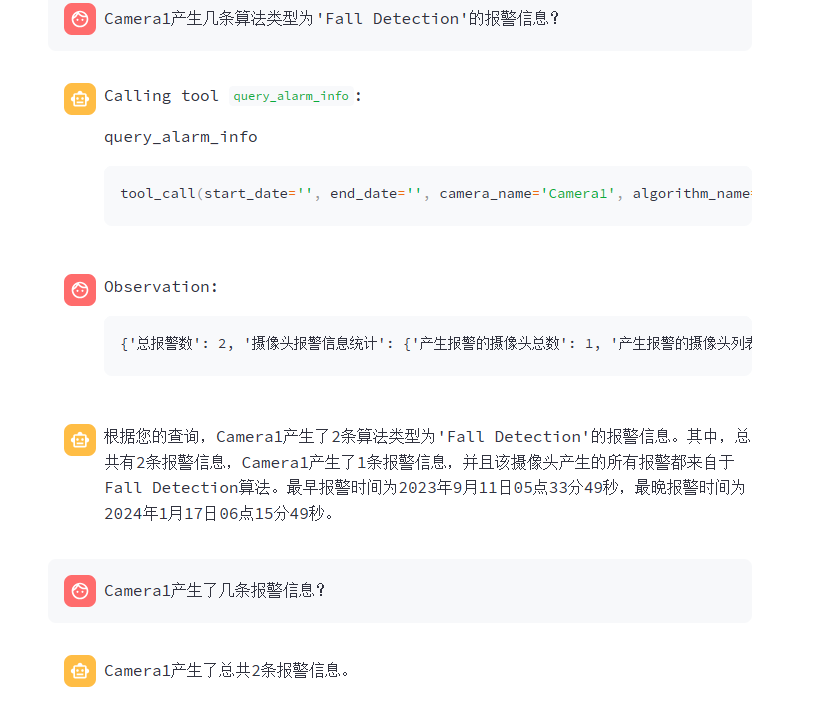 Camera1产生几条算法类型为'Fall Detection'的报警信息？
Calling tool query_alarm_info:
query_alarm_info
tool_call(start_date='', end_date='', camera_name='Camera1', algorithm_name=
Observation:
{'总报警数': 2, '摄像头报警信息统计': {'产生报警的摄像头总数': 1, '产生报警的摄像头列表
根据您的查询，Camera1产生了2条算法类型为'Fall Detection'的报警信息。其中，总
共有2条报警信息，Camera1产生了1条报警信息，并且该摄像头产生的所有报警都来自于
Fall Detection算法。最早报警时间为2023年9月11日05点33分49秒，最晚报警时间为
2024年1月17日06点15分49秒。
Camera1产生了几条报警信息？
Camera1产生了总共2条报警信息。